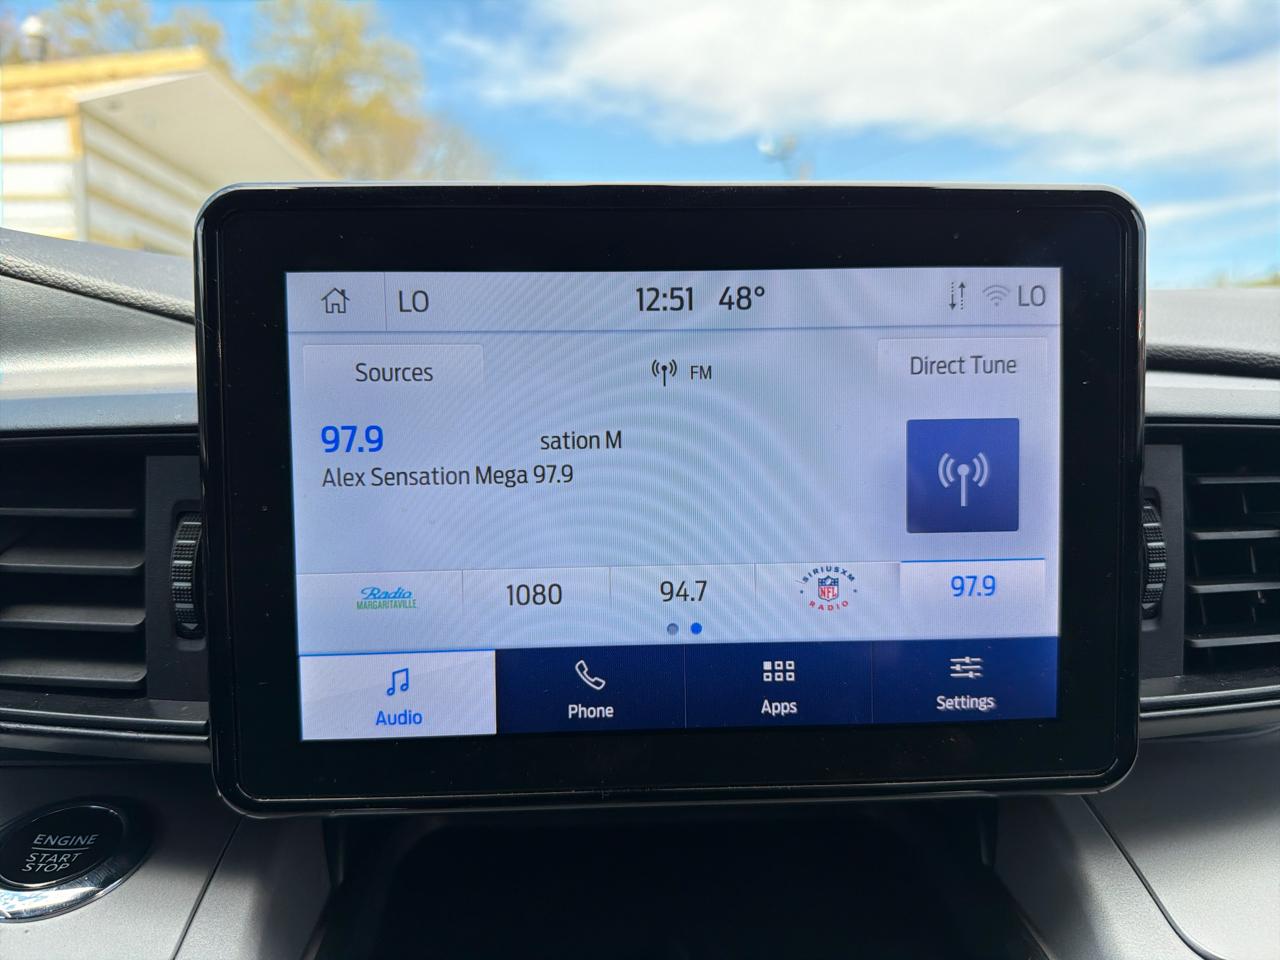 LO
12:51 48°
LO
Sources
FM
Direct Tune
97.9
sation M
Alex Sensation Mega 97.9
Radio
MARGARITAVILLE
1080
94.7
SIRIUSXM
NFL
RADIO
97.9
Audio
Phone
Apps
Settings
ENGINE
START
STOP